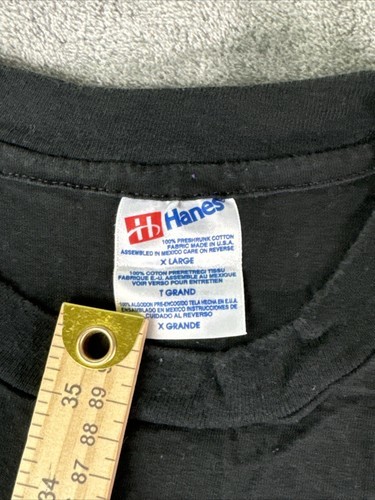 Hanes
100% PRESHRUNK COTTON
FABRIC MADE IN U.S.A.
ASSEMBLED IN MEXICO CARE ON REVERSE
X LARGE
100% COTON PRERETRECI TISSU
FABRIQUE E.-U. ASSEMBLE AU MEXIQUE
VOIR VERSO POUR ENTRETIEN
T GRAND
100% ALGODON PRE-ENCOGIDO TELA HECHA EN E.U.A.
ENSAMBLADO EN MEXICO INSTRUCCIONES DE
CUIDADO AL REVERSO
X GRANDE
35 89
88
34 87